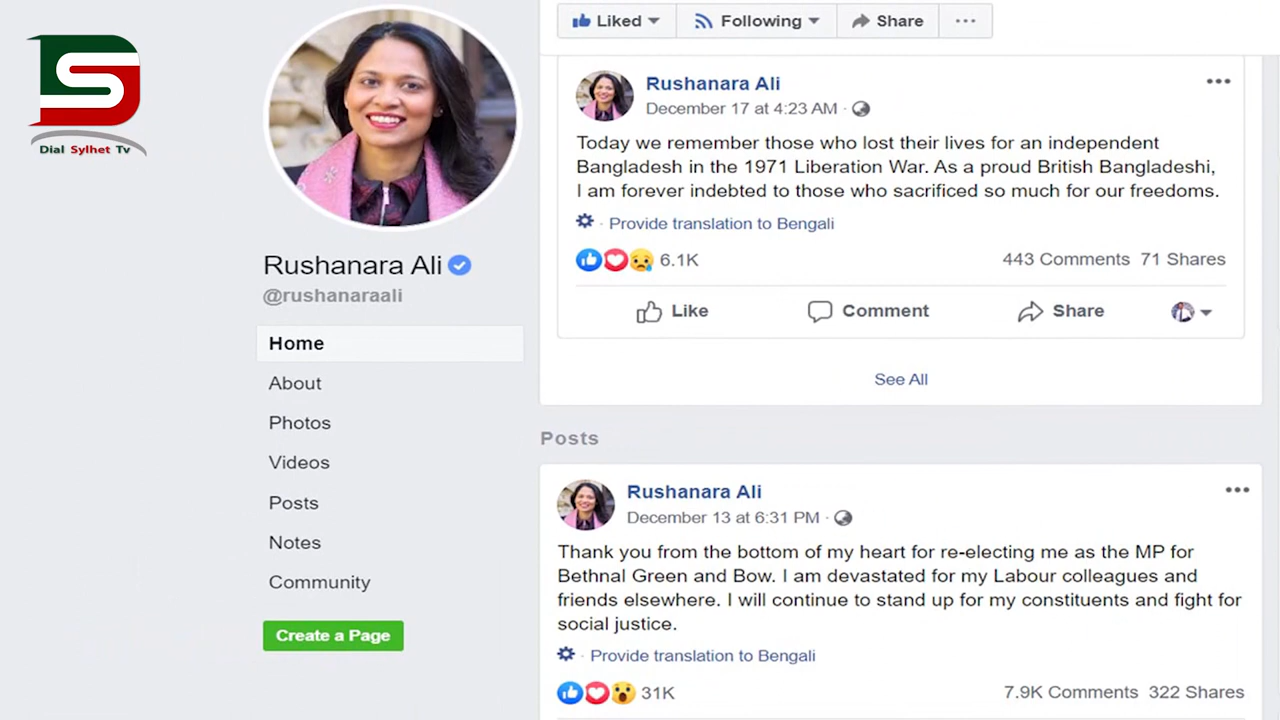 Dial Sylhet Tv
Rushanara Ali
@rushanaraali
Home
About
Photos
Videos
Posts
Notes
Community
Create a Page
Liked
Following
Share
Rushanara Ali
December 17 at 4:23 AM ·
Today we remember those who lost their lives for an independent
Bangladesh in the 1971 Liberation War. As a proud British Bangladeshi,
I am forever indebted to those who sacrificed so much for our freedoms.
· Provide translation to Bengali
6.1K
443 Comments 71 Shares
Like
Comment
Share
See All
Posts
Rushanara Ali
December 13 at 6:31 PM ·
Thank you from the bottom of my heart for re-electing me as the MP for
Bethnal Green and Bow. I am devastated for my Labour colleagues and
friends elsewhere. I will continue to stand up for my constituents and fight for
social justice.
· Provide translation to Bengali
31K
7.9K Comments 322 Shares